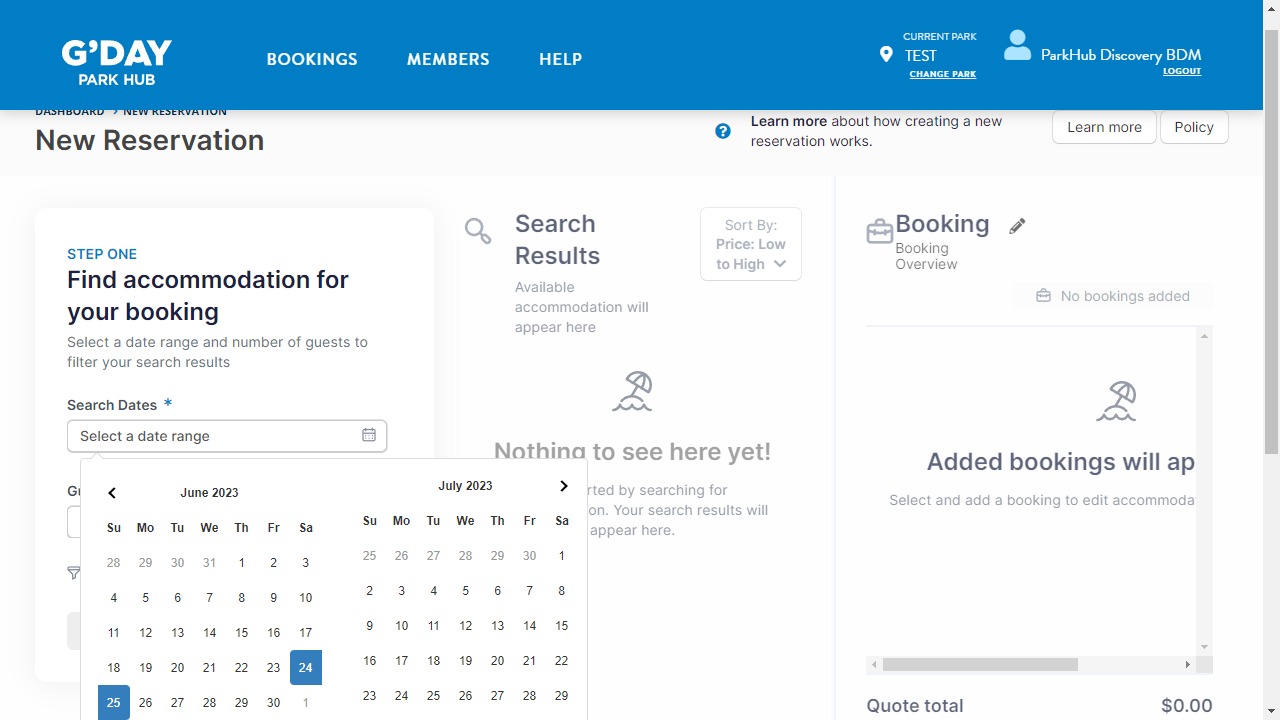 G'DAY
PARK HUB
BOOKINGS
MEMBERS
HELP
CURRENT PARK
TEST
CHANGE PARK
ParkHub Discovery BDM
LOGOUT
DASHBOARD > NEW RESERVATION
New Reservation
Learn more about how creating a new
reservation works.
Learn more
Policy
STEP ONE
Find accommodation for
your booking
Select a date range and number of guests to
filter your search results
Search Dates *
Select a date range
Gu
June 2023
Su Mo Tu We Th Fr Sa
28 29 30 31 1 2 3
4 5 6 7 8 9 10
11 12 13 14 15 16 17
18 19 20 21 22 23 24
25 26 27 28 29 30 1
July 2023
Su Mo Tu We Th Fr Sa
25 26 27 28 29 30 1
2 3 4 5 6 7 8
9 10 11 12 13 14 15
16 17 18 19 20 21 22
23 24 25 26 27 28 29
Search
Results
Available
accommodation will
appear here
Sort By:
Price: Low
to High
Nothing to see here yet!
rted by searching for
on. Your search results will
appear here.
Booking
Booking
Overview
No bookings added
Added bookings will ap
Select and add a booking to edit accommoda
Quote total
$0.00